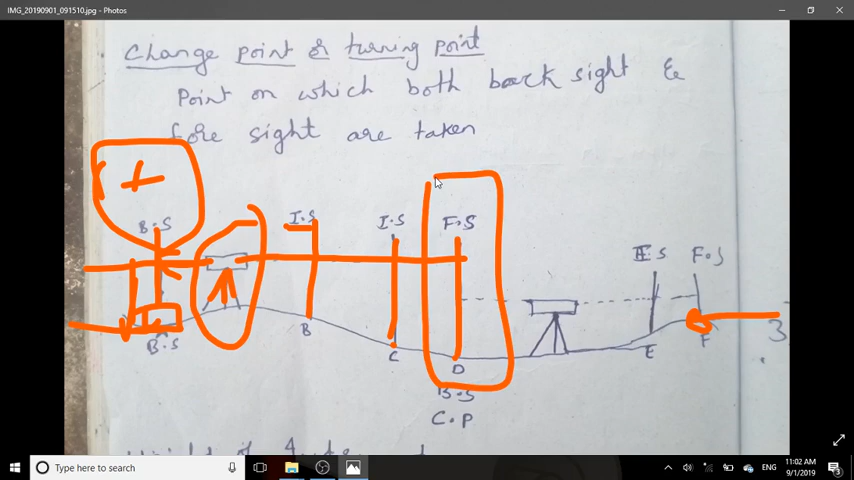 IMG_20190901_091510.jpg - Photos
Change point or turning point
Point on which both back sight &
fore sight are taken
+
B.S
I.S
I.S
F.S
I.S
F.S
B
C
D
E
F
3
B.S
B.S
C.P
Type here to search
ENG
11:02 AM
9/1/2019